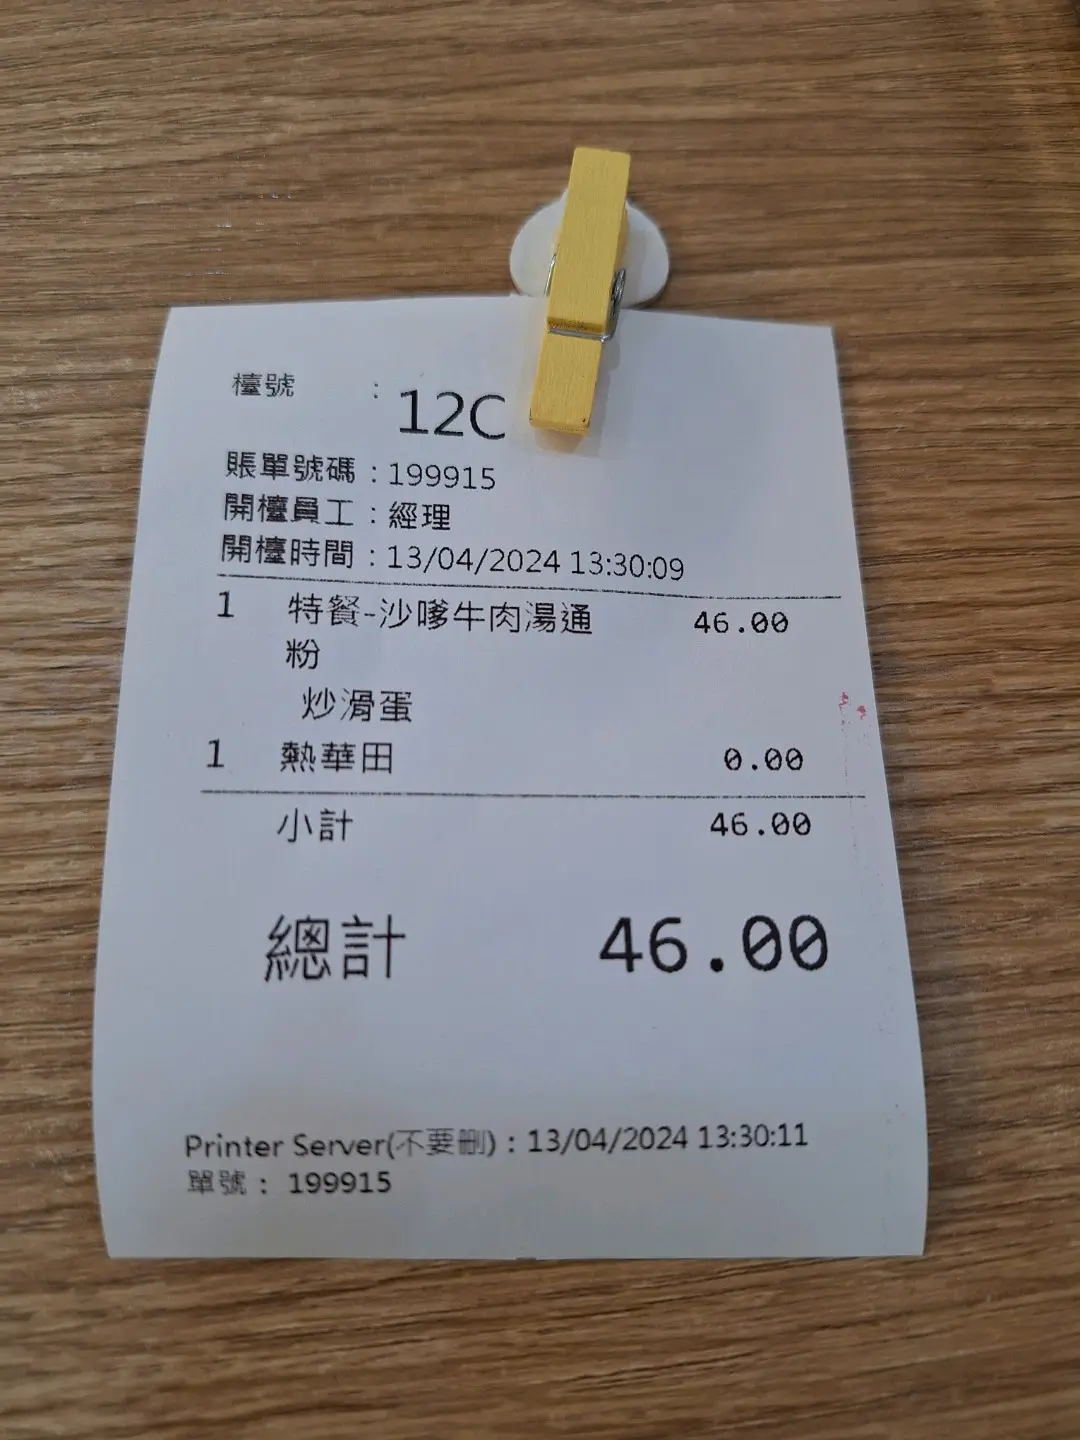 檯號 : 12C
賬單號碼 : 199915
開檯員工 : 經理
開檯時間 : 13/04/2024 13:30:09
1 特餐-沙嗲牛肉湯通 46.00
粉
炒滑蛋
1 熱華田 0.00
小計 46.00
總計 46.00
Printer Server(不要刪) : 13/04/2024 13:30:11
單號 : 199915